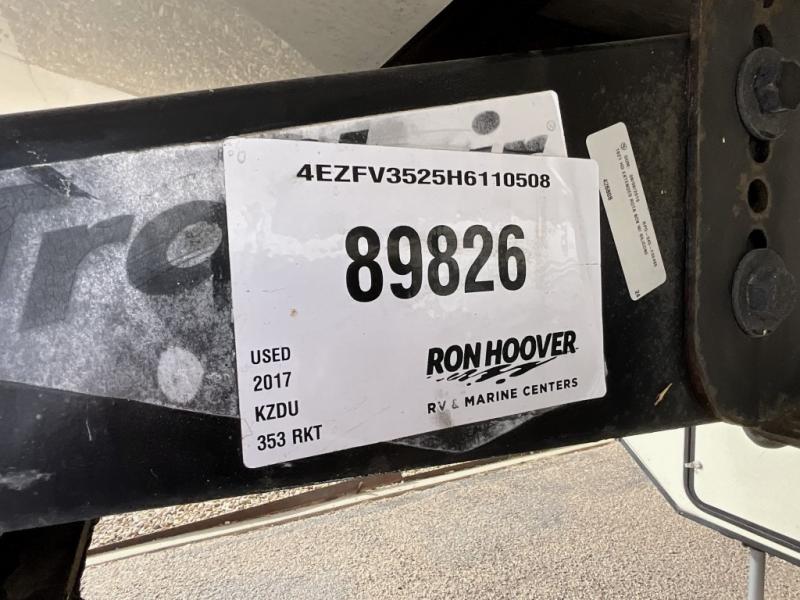 4EZFV3525H6110508
89826
USED
2017
KZDU
353 RKT
RON HOOVER
RV & MARINE CENTERS